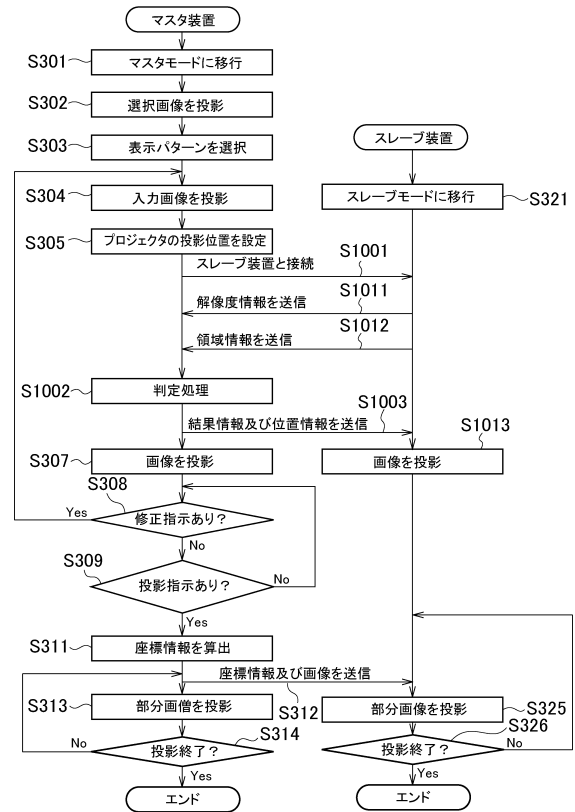 マスタ装置
S301
マスタモードに移行
S302
選択画像を投影
S303
表示パターンを選択
スレーブ装置
S304
入力画像を投影
スレーブモードに移行
S321
S305
プロジェクタの投影位置を設定
スレーブ装置と接続
S1001
解像度情報を送信
S1011
領域情報を送信
S1012
S1002
判定処理
結果情報及び位置情報を送信
S1003
S307
画像を投影
画像を投影
S1013
S308
Yes
修正指示あり?
No
S309
投影指示あり?
No
Yes
S311
座標情報を算出
座標情報及び画像を送信
S312
S313
部分画僧を投影
部分画像を投影
S325
No
投影終了?
S314
投影終了?
S326
No
Yes
Yes
エンド
エンド